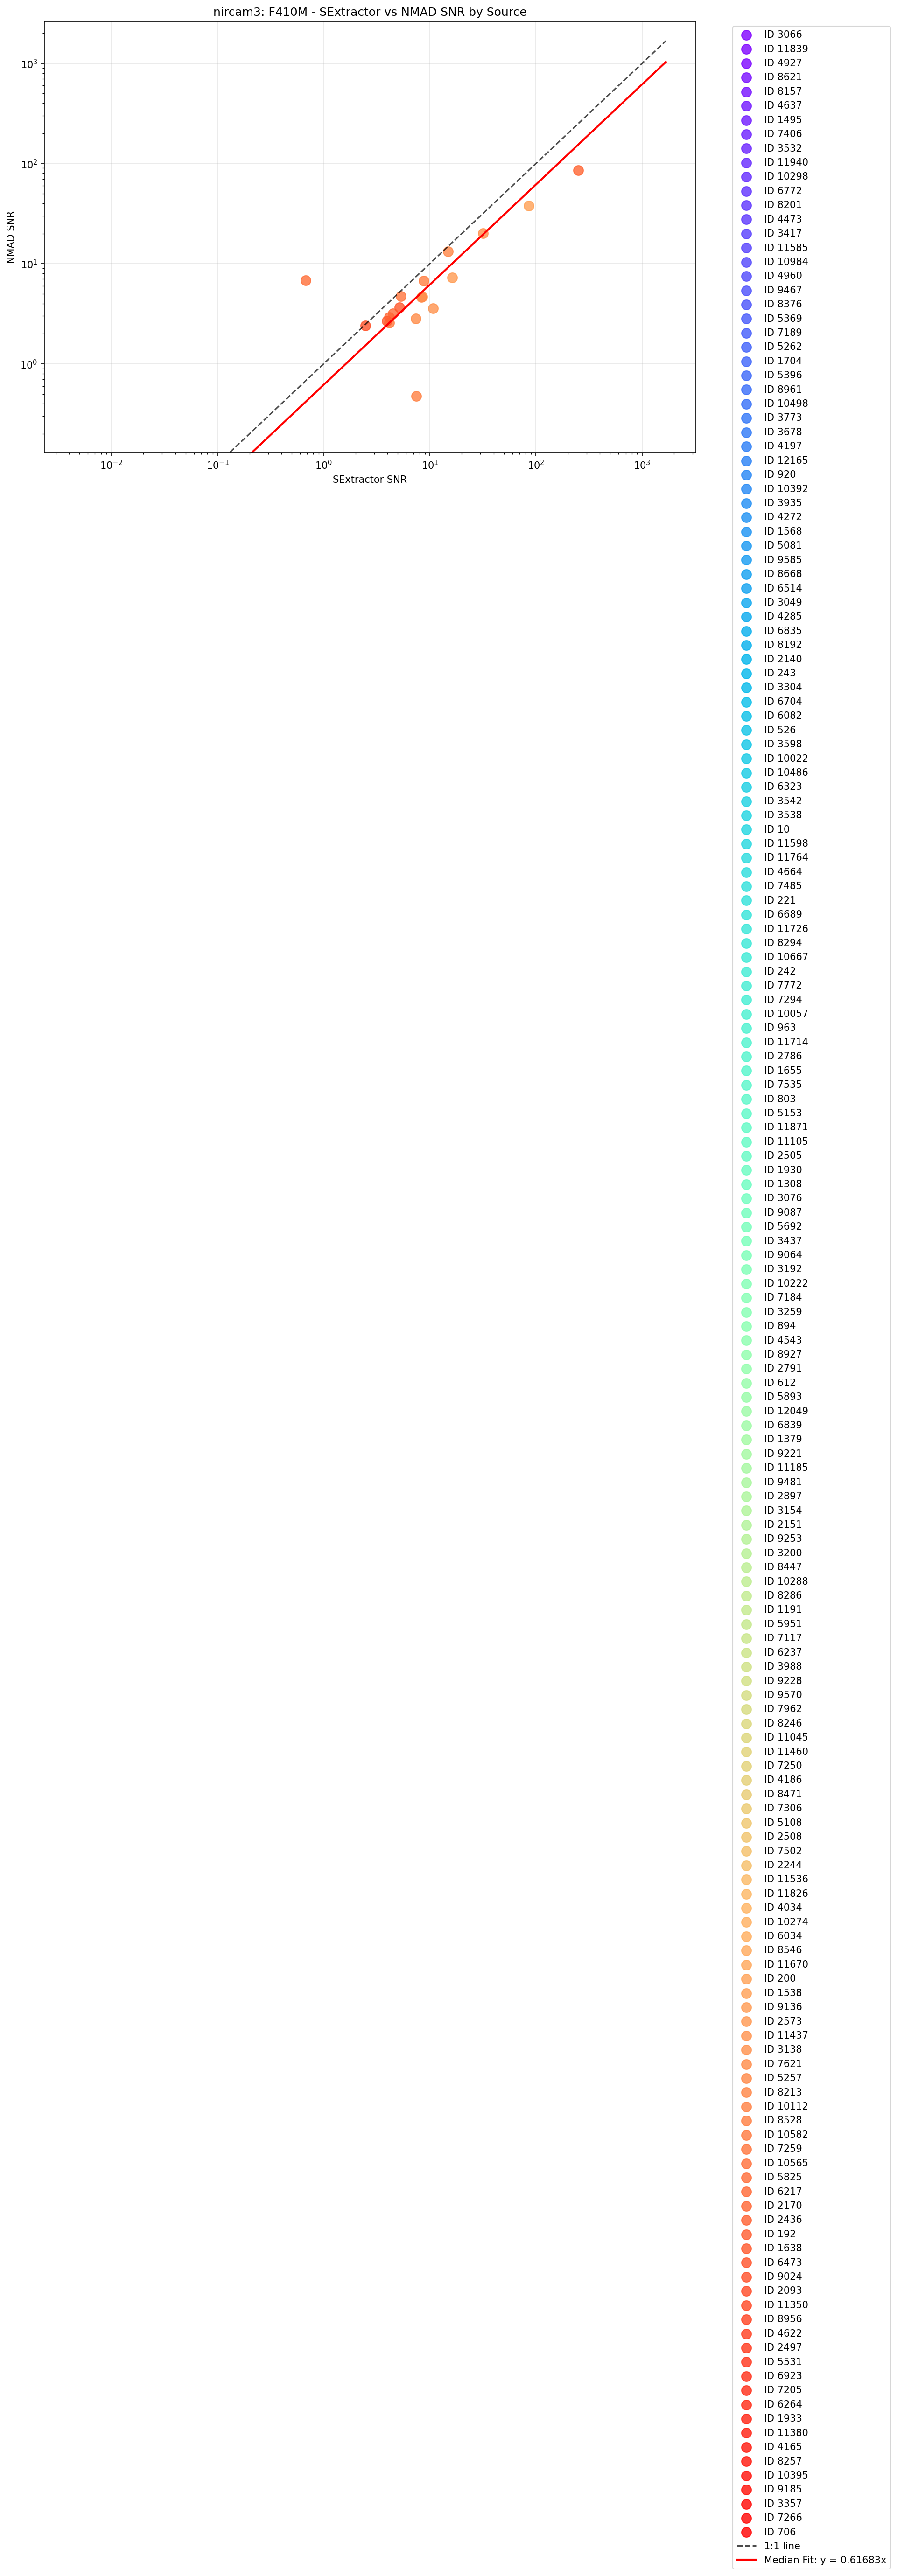 nircam3: F410M - SExtractor vs NMAD SNR by Source
NMAD SNR
10³
10²
10¹
10⁰
10⁻²
10⁻¹
10⁰
10¹
10²
10³
SExtractor SNR
ID 3066
ID 11839
ID 4927
ID 8621
ID 8157
ID 4637
ID 1495
ID 7406
ID 3532
ID 11940
ID 10298
ID 6772
ID 8201
ID 4473
ID 3417
ID 11585
ID 10984
ID 4960
ID 9467
ID 8376
ID 5369
ID 7189
ID 5262
ID 1704
ID 5396
ID 8961
ID 10498
ID 3773
ID 3678
ID 4197
ID 12165
ID 920
ID 10392
ID 3935
ID 4272
ID 1568
ID 5081
ID 9585
ID 8668
ID 6514
ID 3049
ID 4285
ID 6835
ID 8192
ID 2140
ID 243
ID 3304
ID 6704
ID 6082
ID 526
ID 3598
ID 10022
ID 10486
ID 6323
ID 3542
ID 3538
ID 10
ID 11598
ID 11764
ID 4664
ID 7485
ID 221
ID 6689
ID 11726
ID 8294
ID 10667
ID 242
ID 7772
ID 7294
ID 10057
ID 963
ID 11714
ID 2786
ID 1655
ID 7535
ID 803
ID 5153
ID 11871
ID 11105
ID 2505
ID 1930
ID 1308
ID 3076
ID 9087
ID 5692
ID 3437
ID 9064
ID 3192
ID 10222
ID 7184
ID 3259
ID 894
ID 4543
ID 8927
ID 2791
ID 612
ID 5893
ID 12049
ID 6839
ID 1379
ID 9221
ID 11185
ID 9481
ID 2897
ID 3154
ID 2151
ID 9253
ID 3200
ID 8447
ID 10288
ID 8286
ID 1191
ID 5951
ID 7117
ID 6237
ID 3988
ID 9228
ID 9570
ID 7962
ID 8246
ID 11045
ID 11460
ID 7250
ID 4186
ID 8471
ID 7306
ID 5108
ID 2508
ID 7502
ID 2244
ID 11536
ID 11826
ID 4034
ID 10274
ID 6034
ID 8546
ID 11670
ID 200
ID 1538
ID 9136
ID 2573
ID 11437
ID 3138
ID 7621
ID 5257
ID 8213
ID 10112
ID 8528
ID 10582
ID 7259
ID 10565
ID 5825
ID 6217
ID 2170
ID 2436
ID 192
ID 1638
ID 6473
ID 9024
ID 2093
ID 11350
ID 8956
ID 4622
ID 2497
ID 5531
ID 6923
ID 7205
ID 6264
ID 1933
ID 11380
ID 4165
ID 8257
ID 10395
ID 9185
ID 3357
ID 7266
ID 706
1:1 line
Median Fit: y = 0.61683x